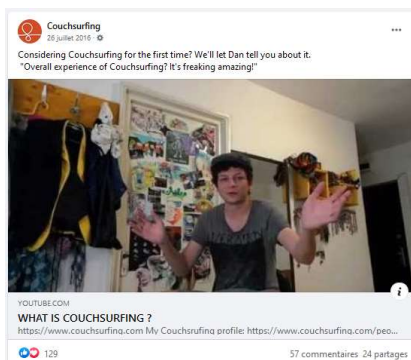 Couchsurfing
26 juillet 2016 ·
Considering Couchsurfing for the first time? We'll let Dan tell you about it.
"Overall experience of Couchsurfing? It's freaking amazing!"
YOUTUBE.COM
WHAT IS COUCHSURFING ?
https://www.couchsurfing.com My Couchsrufing profile: https://www.couchsurfing.com/peo...
129
57 commentaires 24 partages